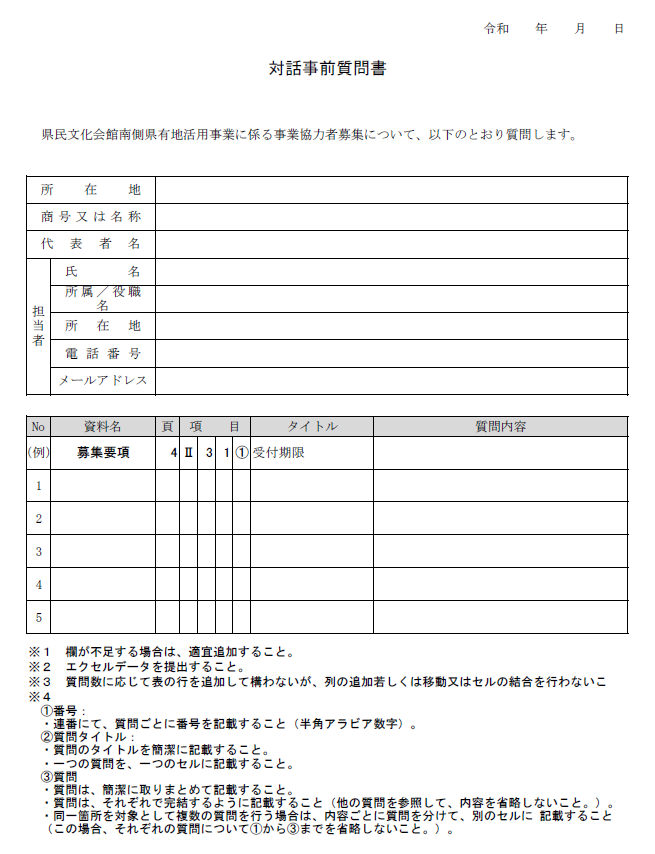 令和　　年　　月　　日
対話事前質問書
県民文化会館南側県有地活用事業に係る事業協力者募集について、以下のとおり質問します。
所在地
商号又は名称
代表者名
担当者
氏名
所属／役職名
所在地
電話番号
メールアドレス
No 資料名 頁 項目 タイトル 質問内容
(例) 募集要項 4 Ⅱ 3 1 ① 受付期限
1
2
3
4
5
※１　欄が不足する場合は、適宜追加すること。
※２　エクセルデータを提出すること。
※３　質問数に応じて表の行を追加して構わないが、列の追加若しくは移動又はセルの結合を行わないこ
※４
①番号：
・連番にて、質問ごとに番号を記載すること（半角アラビア数字）。
②質問タイトル：
・質問のタイトルを簡潔に記載すること。
・一つの質問を、一つのセルに記載すること。
③質問
・質問は、簡潔に取りまとめて記載すること。
・質問は、それぞれで完結するように記載すること（他の質問を参照して、内容を省略しないこと。）。
・同一箇所を対象として複数の質問を行う場合は、内容ごとに質問を分けて、別のセルに 記載すること
（この場合、それぞれの質問について①から③までを省略しないこと。）。